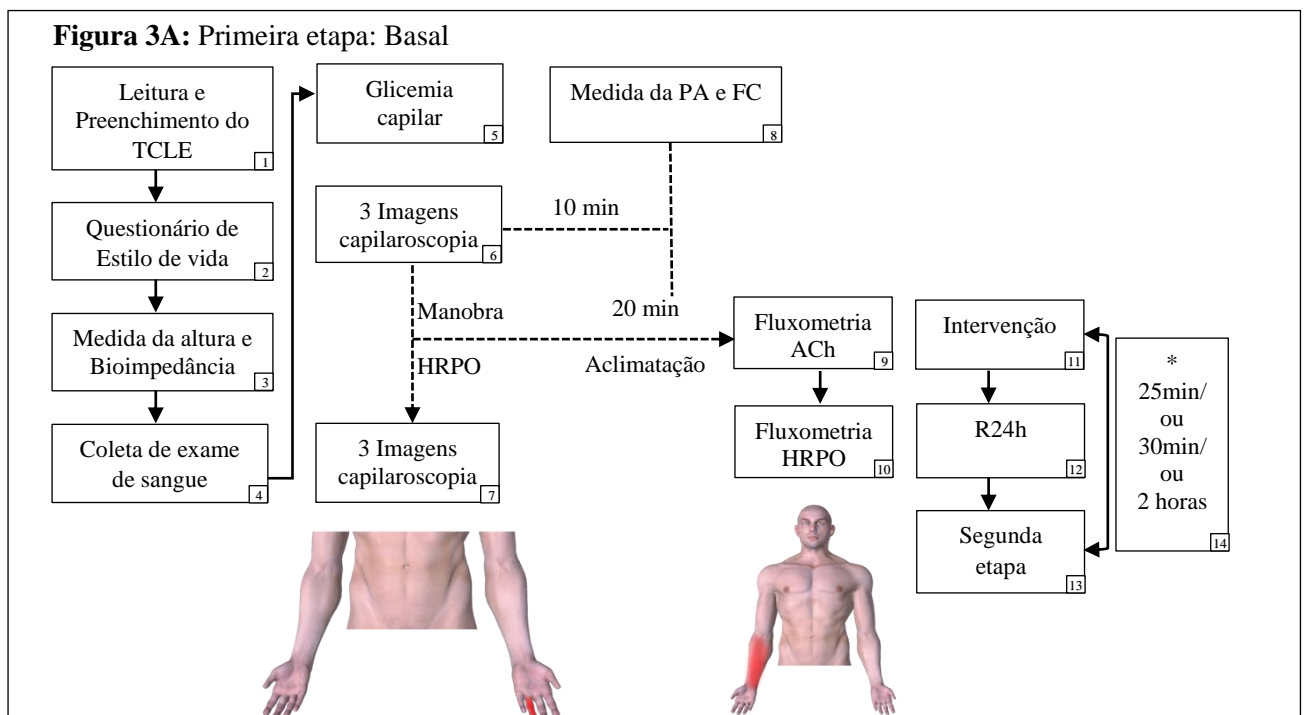 Figura 3A: Primeira etapa: Basal
Leitura e
Preenchimento do
TCLE
1
Questionário de
Estilo de vida
2
Medida da altura e
Bioimpedância
3
Coleta de exame
de sangue
4
Glicemia
capilar
5
3 Imagens
capilaroscopia
6
Manobra
HRPO
3 Imagens
capilaroscopia
7
Medida da PA e FC
8
10 min
20 min
Aclimatação
Fluxometria
ACh
9
Fluxometria
HRPO
10
Intervenção
11
R24h
12
Segunda
etapa
13
*
25min/
ou
30min/
ou
2 horas
14